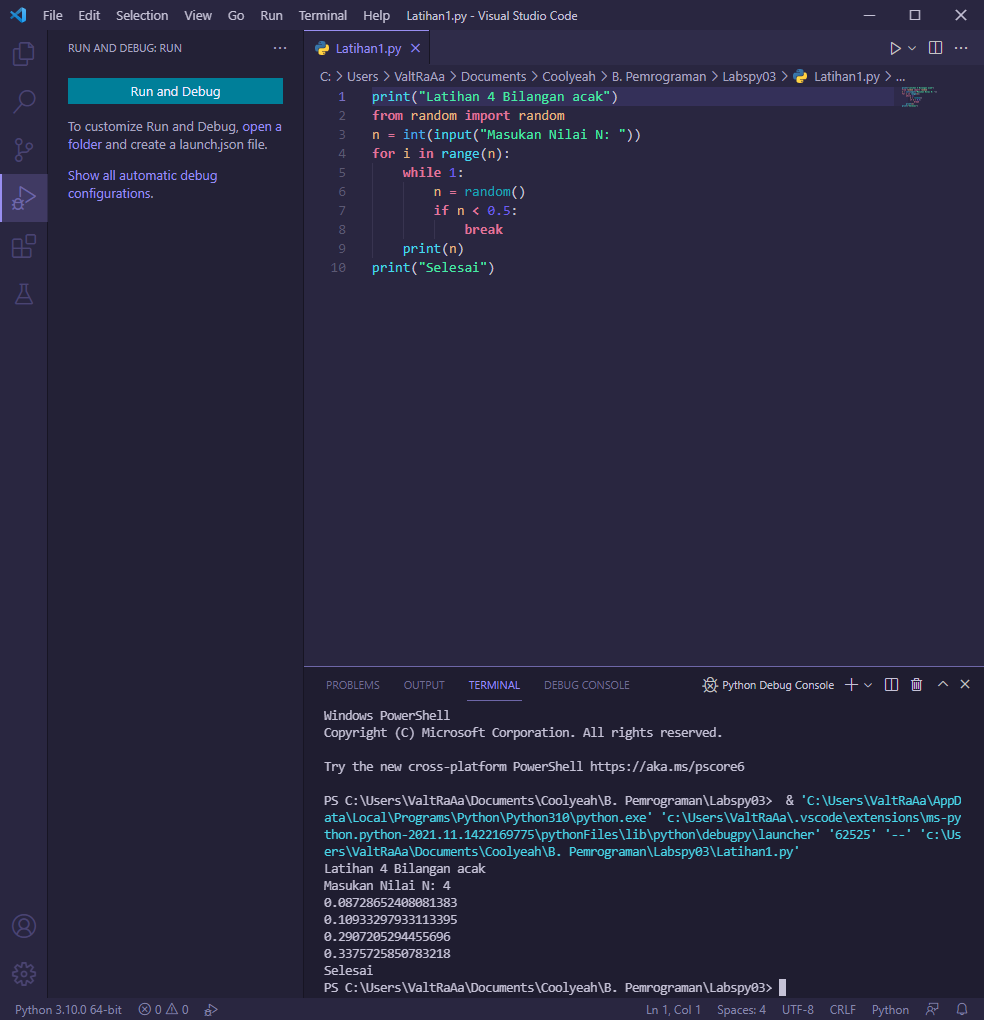 File Edit Selection View Go Run Terminal Help Latihan1.py - Visual Studio Code
RUN AND DEBUG: RUN ···
Run and Debug
To customize Run and Debug, open a
folder and create a launch.json file.
Show all automatic debug
configurations.
Latihan1.py
C: > Users > ValtRaAa > Documents > Coolyeah > B. Pemrograman > Labspy03 > Latihan1.py > ...
1 print("Latihan 4 Bilangan acak")
2 from random import random
3 n = int(input("Masukan Nilai N: "))
4 for i in range(n):
5     while 1:
6         n = random()
7         if n < 0.5:
8             break
9     print(n)
10 print("Selesai")
PROBLEMS OUTPUT TERMINAL DEBUG CONSOLE Python Debug Console
Windows PowerShell
Copyright (C) Microsoft Corporation. All rights reserved.
Try the new cross-platform PowerShell https://aka.ms/pscore6
PS C:\Users\ValtRaAa\Documents\Coolyeah\B. Pemrograman\Labspy03>  & 'C:\Users\ValtRaAa\AppD
ata\Local\Programs\Python\Python310\python.exe' 'c:\Users\ValtRaAa\.vscode\extensions\ms-py
thon.python-2021.11.1422169775\pythonFiles\lib\python\debugpy\launcher' '62525' '--' 'c:\Us
ers\ValtRaAa\Documents\Coolyeah\B. Pemrograman\Labspy03\Latihan1.py'
Latihan 4 Bilangan acak
Masukan Nilai N: 4
0.08728652408081383
0.10933297933113395
0.2907205294455696
0.3375725850783218
Selesai
PS C:\Users\ValtRaAa\Documents\Coolyeah\B. Pemrograman\Labspy03>
Python 3.10.0 64-bit 0 0 Ln 1, Col 1 Spaces: 4 UTF-8 CRLF Python